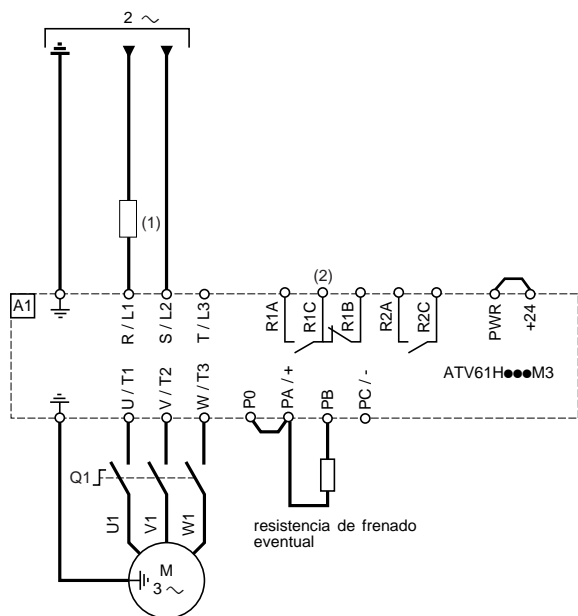 2 ~
(1)
(2)
A1
R / L1
S / L2
T / L3
R1A
R1C
R1B
R2A
R2C
PWR
+24
ATV61H●●●M3
U / T1
V / T2
W / T3
P0
PA / +
PB
PC / -
Q1
U1
V1
W1
resistencia de frenado
eventual
M
3 ~